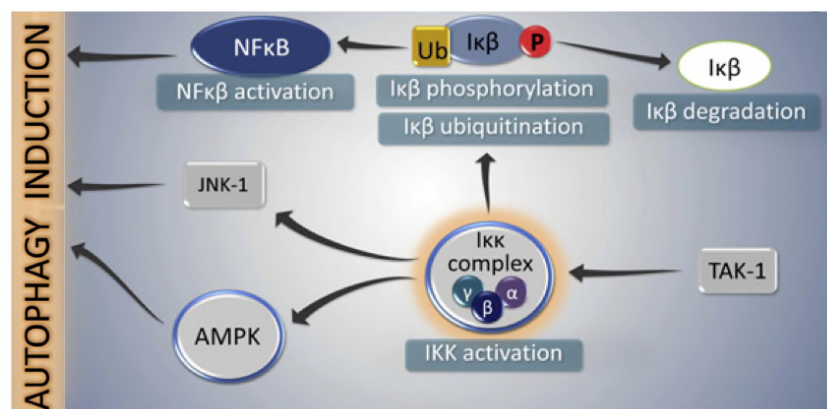 AUTOPHAGY INDUCTION
NFκB
NFκβ activation
Ub
Iκβ
P
Iκβ phosphorylation
Iκβ ubiquitination
Iκβ
Iκβ degradation
JNK-1
Iκκ
complex
γ
β
α
IKK activation
TAK-1
AMPK